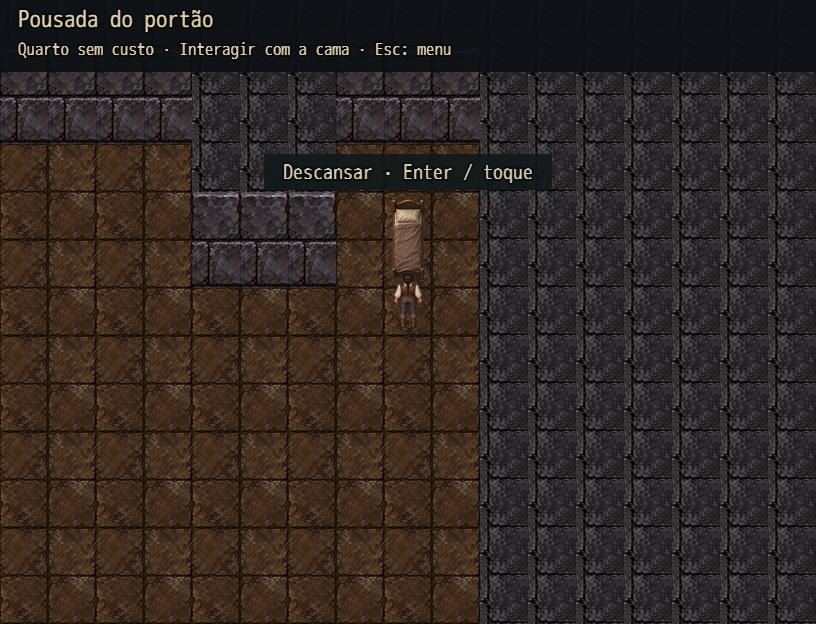 Pousada do portão
Quarto sem custo · Interagir com a cama · Esc: menu
Descansar · Enter / toque